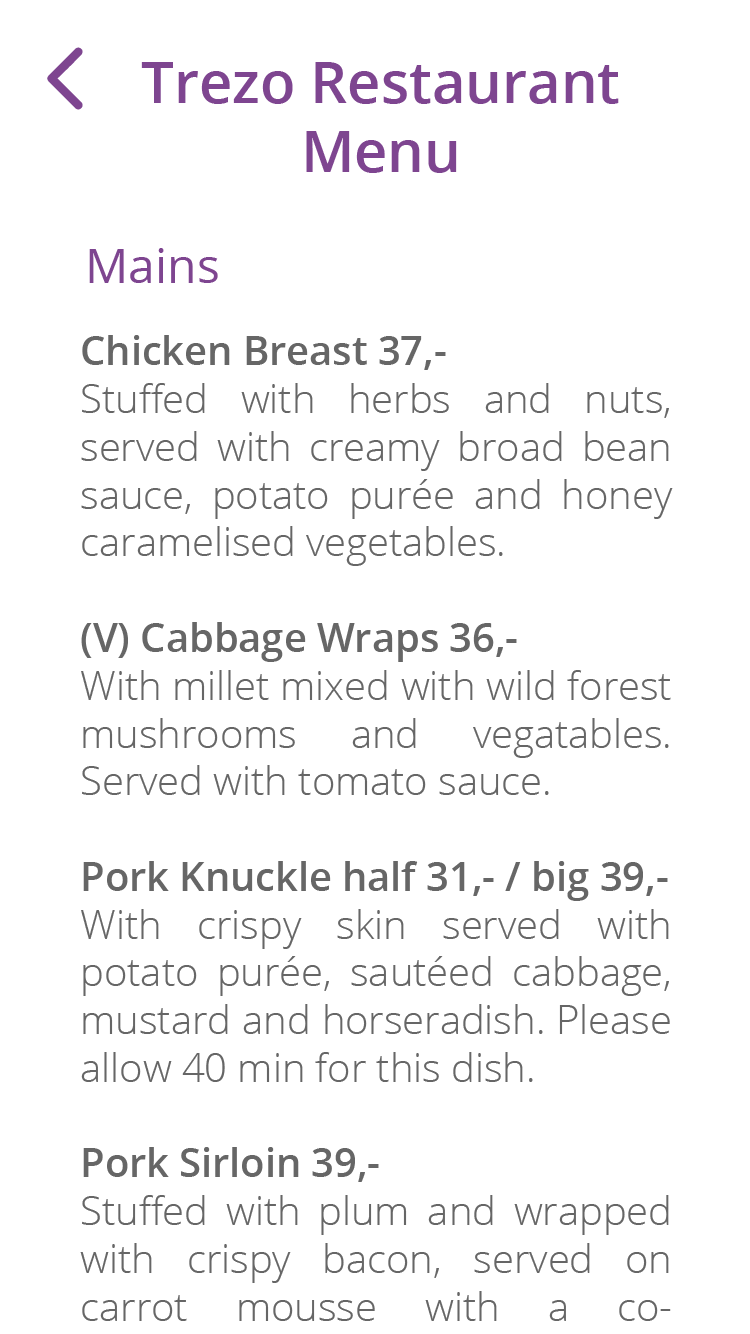 Trezo Restaurant
Menu
Mains
Chicken Breast 37,-
Stuffed with herbs and nuts,
served with creamy broad bean
sauce, potato purée and honey
caramelised vegetables.
(V) Cabbage Wraps 36,-
With millet mixed with wild forest
mushrooms and vegatables.
Served with tomato sauce.
Pork Knuckle half 31,- / big 39,-
With crispy skin served with
potato purée, sautéed cabbage,
mustard and horseradish. Please
allow 40 min for this dish.
Pork Sirloin 39,-
Stuffed with plum and wrapped
with crispy bacon, served on
carrot mousse with a co-